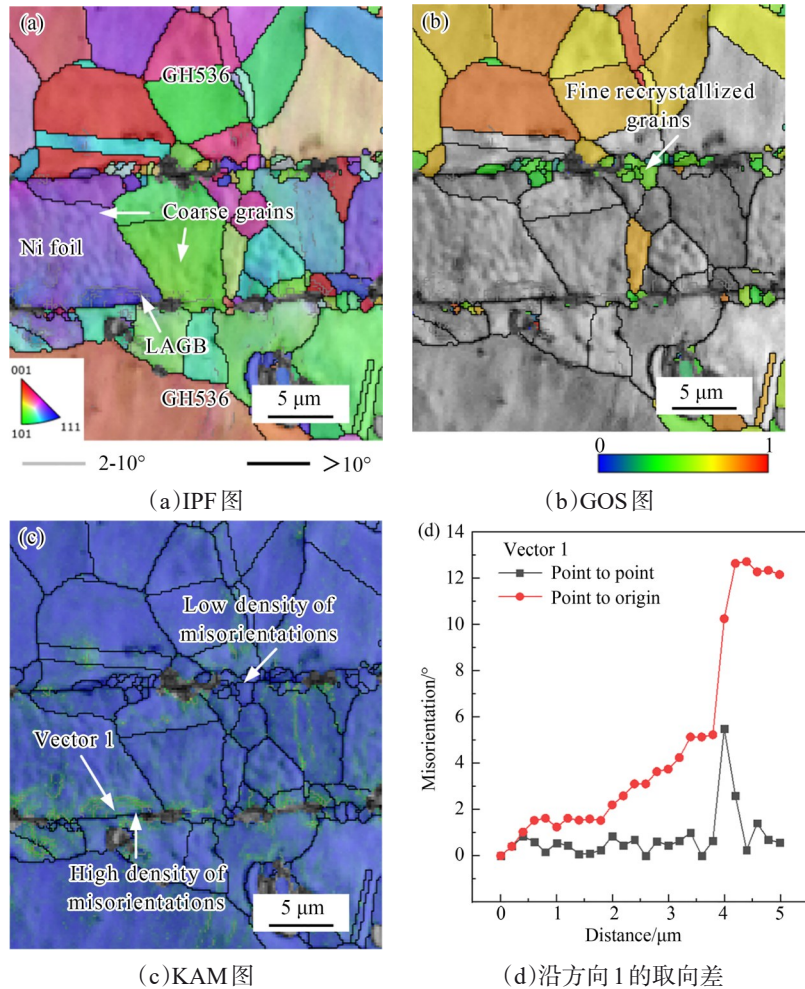 (a)
GH536
Coarse grains
Ni foil
LAGB
GH536
001
101
111
5 μm
2-10°
＞10°
(a)IPF图
(b)
Fine recrystallized
grains
5 μm
0
1
(b)GOS图
(c)
Low density of
misorientations
Vector 1
High density of
misorientations
5 μm
(c)KAM图
(d)
Vector 1
Point to point
Point to origin
Misorientation/°
14
12
10
8
6
4
2
0
0
1
2
3
4
5
Distance/μm
(d)沿方向1的取向差